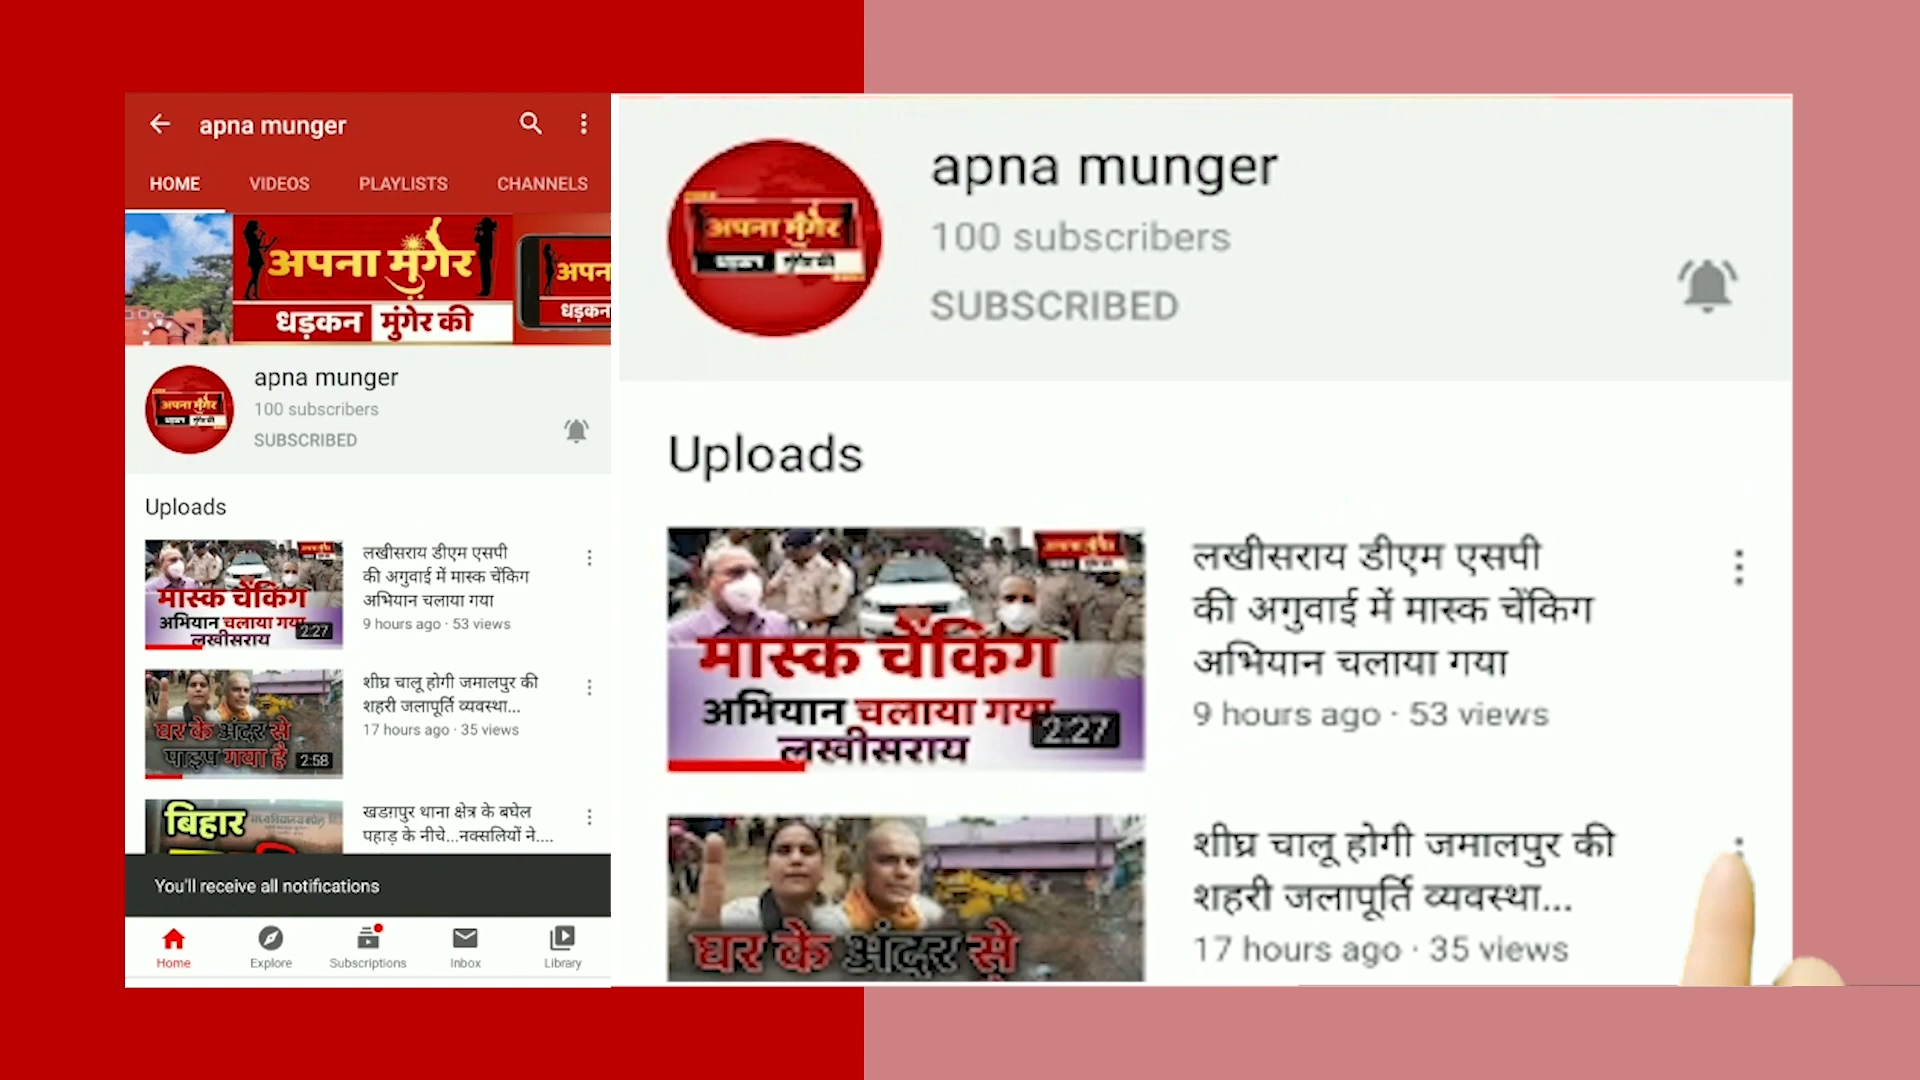 apna munger
HOME VIDEOS PLAYLISTS CHANNELS
अपना मुंगेर
धड़कन मुंगेर की
अपन
धड़कन
अपना मुंगेर
apna munger
100 subscribers
SUBSCRIBED
Uploads
मास्क चेंकिग
अभियान चलाया गया
लखीसराय
2:27
लखीसराय डीएम एसपी
की अगुवाई में मास्क चेंकिग
अभियान चलाया गया
9 hours ago · 53 views
घर के अंदर से
पाइप गया है
2:58
शीघ्र चालू होगी जमालपुर की
शहरी जलापूर्ति व्यवस्था...
17 hours ago · 35 views
बिहार
खडग़पुर थाना क्षेत्र के बघेल
पहाड़ के नीचे...नक्सलियों ने....
You'll receive all notifications
Home Explore Subscriptions Inbox Library
अपना मुंगेर
apna munger
100 subscribers
SUBSCRIBED
Uploads
मास्क चेंकिग
अभियान चलाया गया
लखीसराय
2:27
लखीसराय डीएम एसपी
की अगुवाई में मास्क चेंकिग
अभियान चलाया गया
9 hours ago · 53 views
घर के अंदर से
शीघ्र चालू होगी जमालपुर की
शहरी जलापूर्ति व्यवस्था...
17 hours ago · 35 views